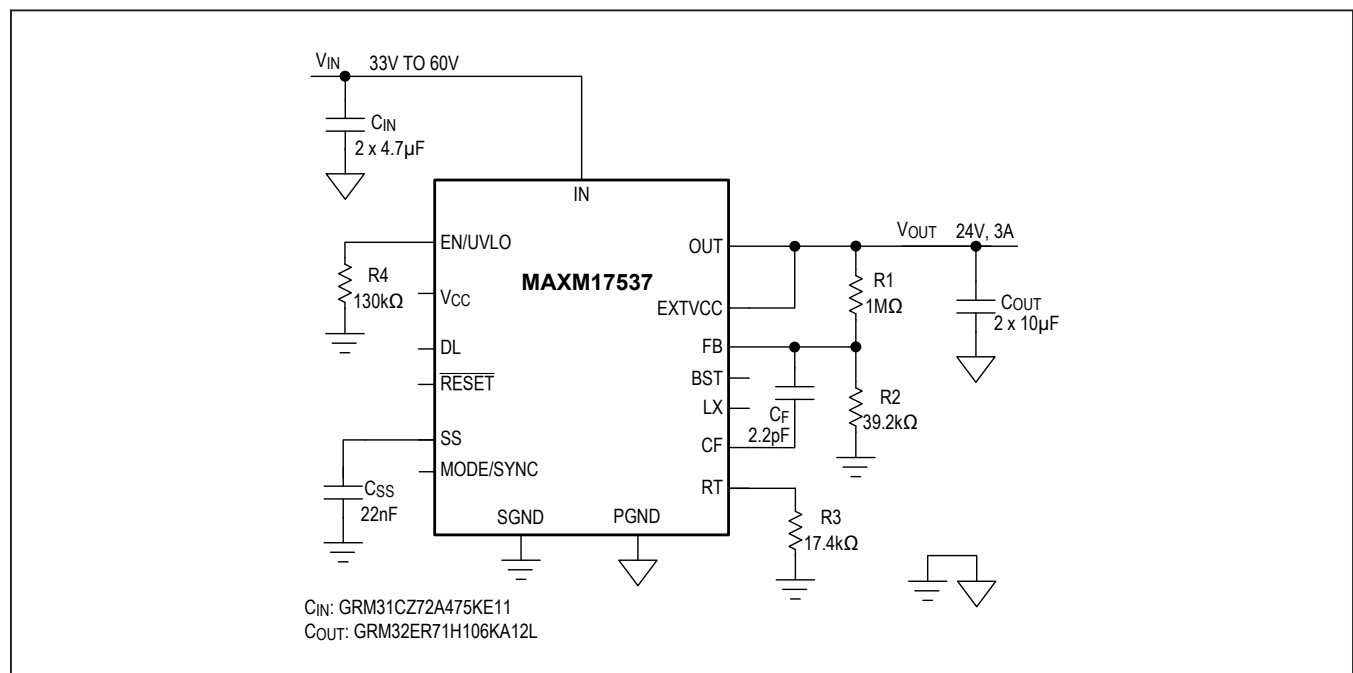 VIN 33V TO 60V
CIN
2 x 4.7µF
IN
EN/UVLO
OUT
VOUT 24V, 3A
R4
130kΩ
MAXM17537
R1
1MΩ
VCC
EXTVCC
COUT
2 x 10µF
DL
FB
RESET
BST
LX
R2
39.2kΩ
CF
2.2pF
SS
CF
MODE/SYNC
RT
CSS
22nF
SGND
PGND
R3
17.4kΩ
CIN: GRM31CZ72A475KE11
COUT: GRM32ER71H106KA12L